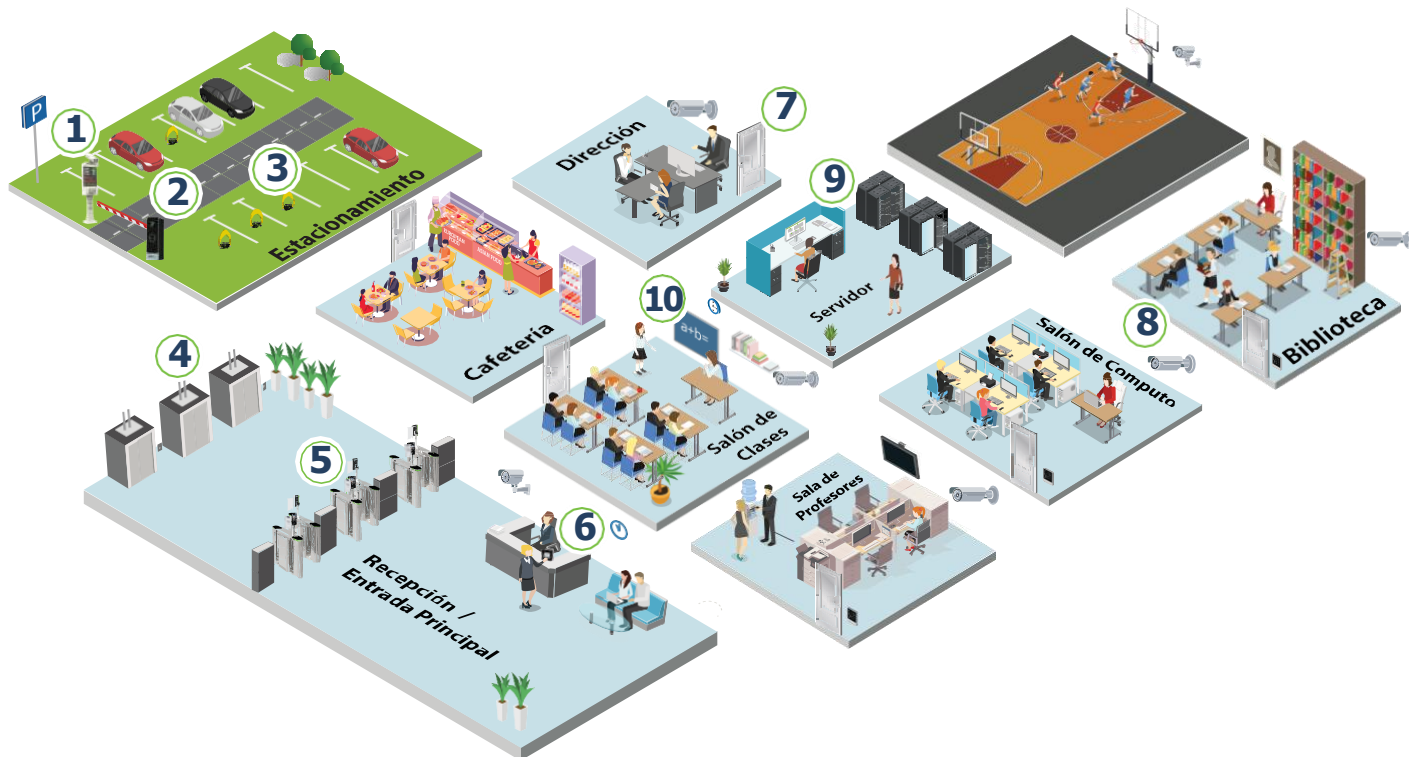 P
1
2
3
Estacionamiento
Dirección
7
9
Servidor
Cafetería
10
a+b=
Salón de
Clases
8
Salón de Computo
Biblioteca
4
5
6
Recepción /
Entrada Principal
Sala de
Profesores